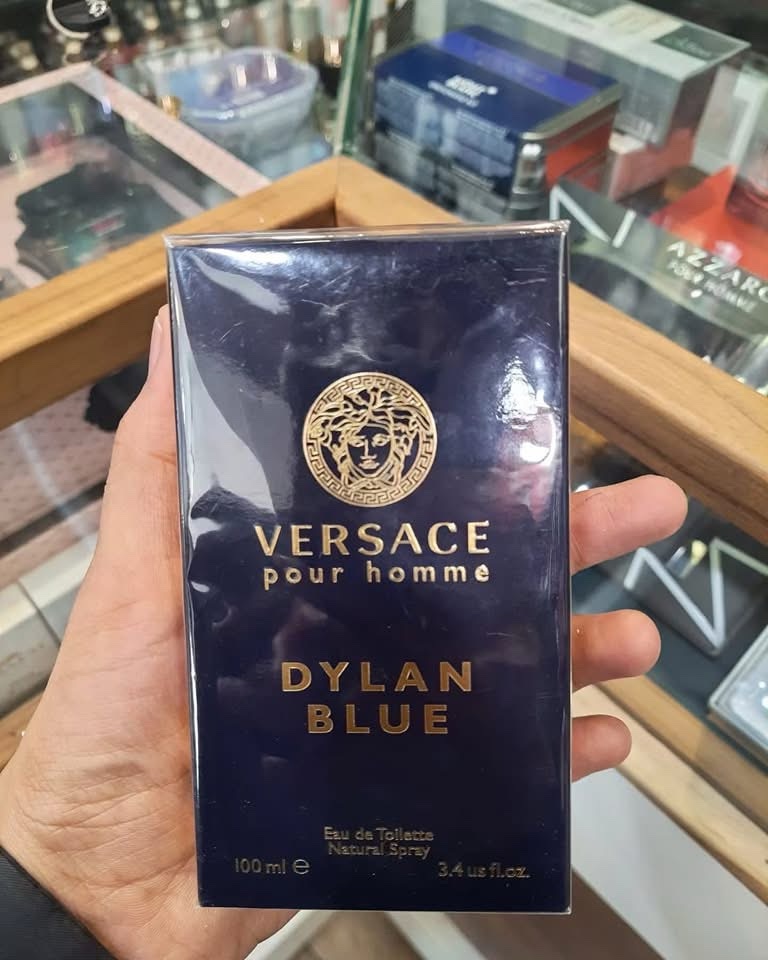 VERSACE
pour homme
DYLAN
BLUE
Eau de Toilette
Natural Spray
100 ml e
3.4 us fl.oz.
AZZARO
POUR HOMME